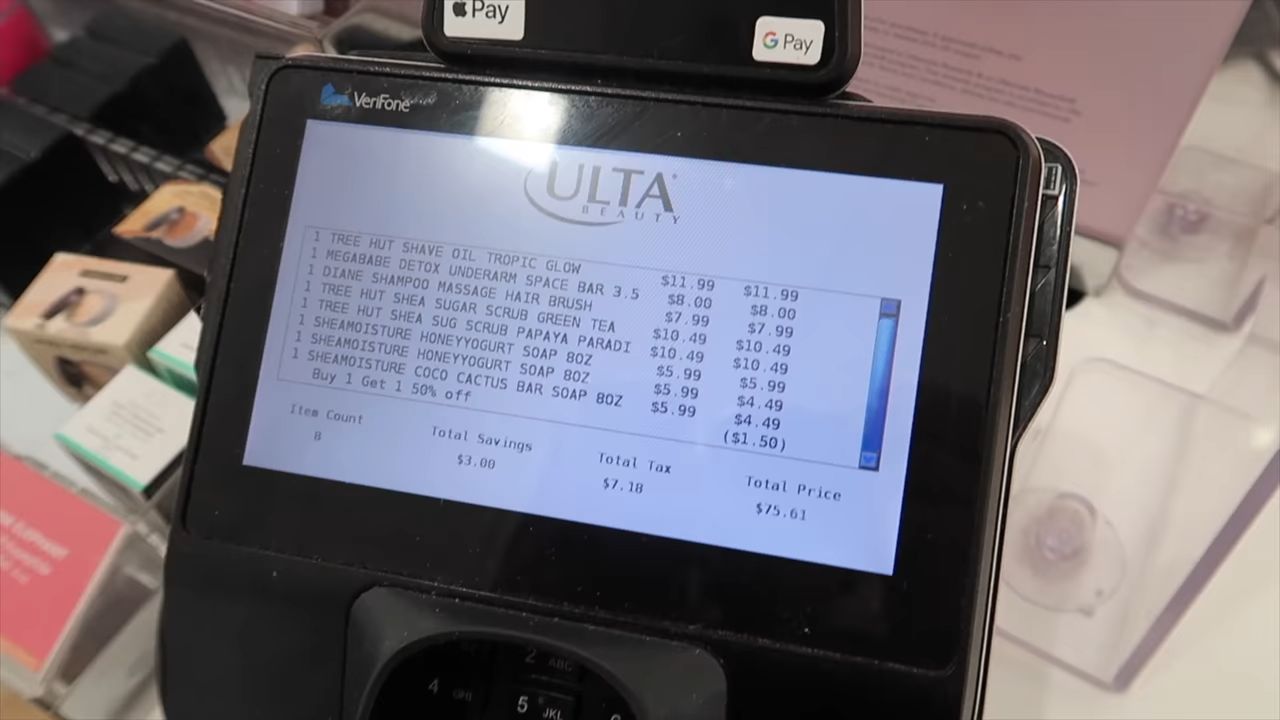 Pay
G Pay
VeriFone
ULTA
BEAUTY
1 TREE HUT SHAVE OIL TROPIC GLOW $11.99 $11.99
1 MEGABABE DETOX UNDERARM SPACE BAR 3.5 $8.00 $8.00
1 DIANE SHAMPOO MASSAGE HAIR BRUSH $7.99 $7.99
1 TREE HUT SHEA SUGAR SCRUB GREEN TEA $10.49 $10.49
1 TREE HUT SHEA SUG SCRUB PAPAYA PARADI $10.49 $10.49
1 SHEAMOISTURE HONEYYOGURT SOAP 8OZ $5.99 $5.99
1 SHEAMOISTURE HONEYYOGURT SOAP 8OZ $5.99 $4.49
1 SHEAMOISTURE COCO CACTUS BAR SOAP 8OZ $5.99 $4.49
Buy 1 Get 1 50% off ($1.50)
Item Count Total Savings Total Tax Total Price
8 $3.00 $7.18 $75.61
2 ABC
4 GHI 5 JKL